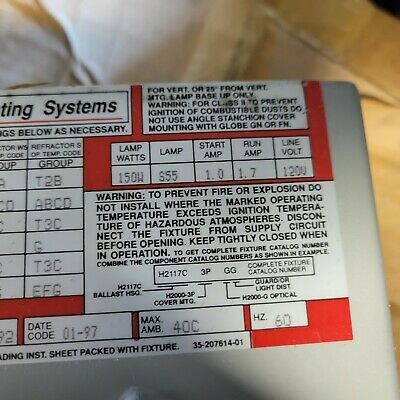 FOR VERT. OR 25° FROM VERT.
MTG. LAMP BASE UP ONLY.
WARNING: FOR CLASS II TO PREVENT
IGNITION OF COMBUSTIBLE DUSTS DO
NOT USE ANGLE STANCHION COVER
MOUNTING WITH GLOBE GN OR FN.
ting Systems
NGS BELOW AS NECESSARY.
RACTOR WS REFRACTOR S
P. TEMP. CODE OP. TEMP. CODE
GROUP GROUP
A T2B
CD ABCD
C T3C
G
C T3C
G EFG
LAMP WATTS LAMP START AMP RUN AMP LINE VOLT
150W S55 1.0 1.7 120V
WARNING: TO PREVENT FIRE OR EXPLOSION DO
NOT INSTALL WHERE THE MARKED OPERATING
TEMPERATURE EXCEEDS IGNITION TEMPERA-
TURE OF HAZARDOUS ATMOSPHERES. DISCON-
NECT THE FIXTURE FROM SUPPLY CIRCUIT
BEFORE OPENING. KEEP TIGHTLY CLOSED WHEN
IN OPERATION. TO GET COMPLETE FIXTURE CATALOG NUMBER
COMBINE THE COMPONENT CATALOG NUMBERS AS SHOWN IN EXAMPLE.
H2117C 3P GG COMPLETE FIXTURE
CATALOG NUMBER
H2117C
BALLAST HSG.
H2000-3P
COVER MTG.
GUARD/OR
LIGHT DIST.
H2000-G OPTICAL
92 DATE CODE 01-97 MAX. AMB. 40C HZ. 60
ADING INST. SHEET PACKED WITH FIXTURE. 35-207614-01